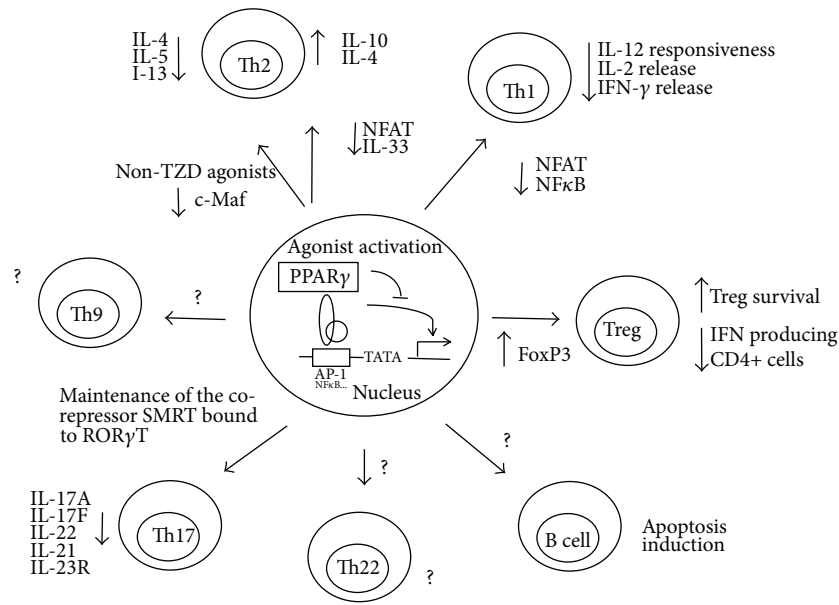 IL-4
IL-5
I-13
Th2
IL-10
IL-4
Th1
IL-12 responsiveness
IL-2 release
IFN-γ release
NFAT
IL-33
Non-TZD agonists
c-Maf
NFAT
NFκB
?
Th9
?
Agonist activation
PPARγ
TATA
AP-1
NFκB...
Nucleus
FoxP3
Treg
Treg survival
IFN producing
CD4+ cells
Maintenance of the co-
repressor SMRT bound
to RORγT
IL-17A
IL-17F
IL-22
IL-21
IL-23R
Th17
?
Th22
?
?
B cell
Apoptosis
induction